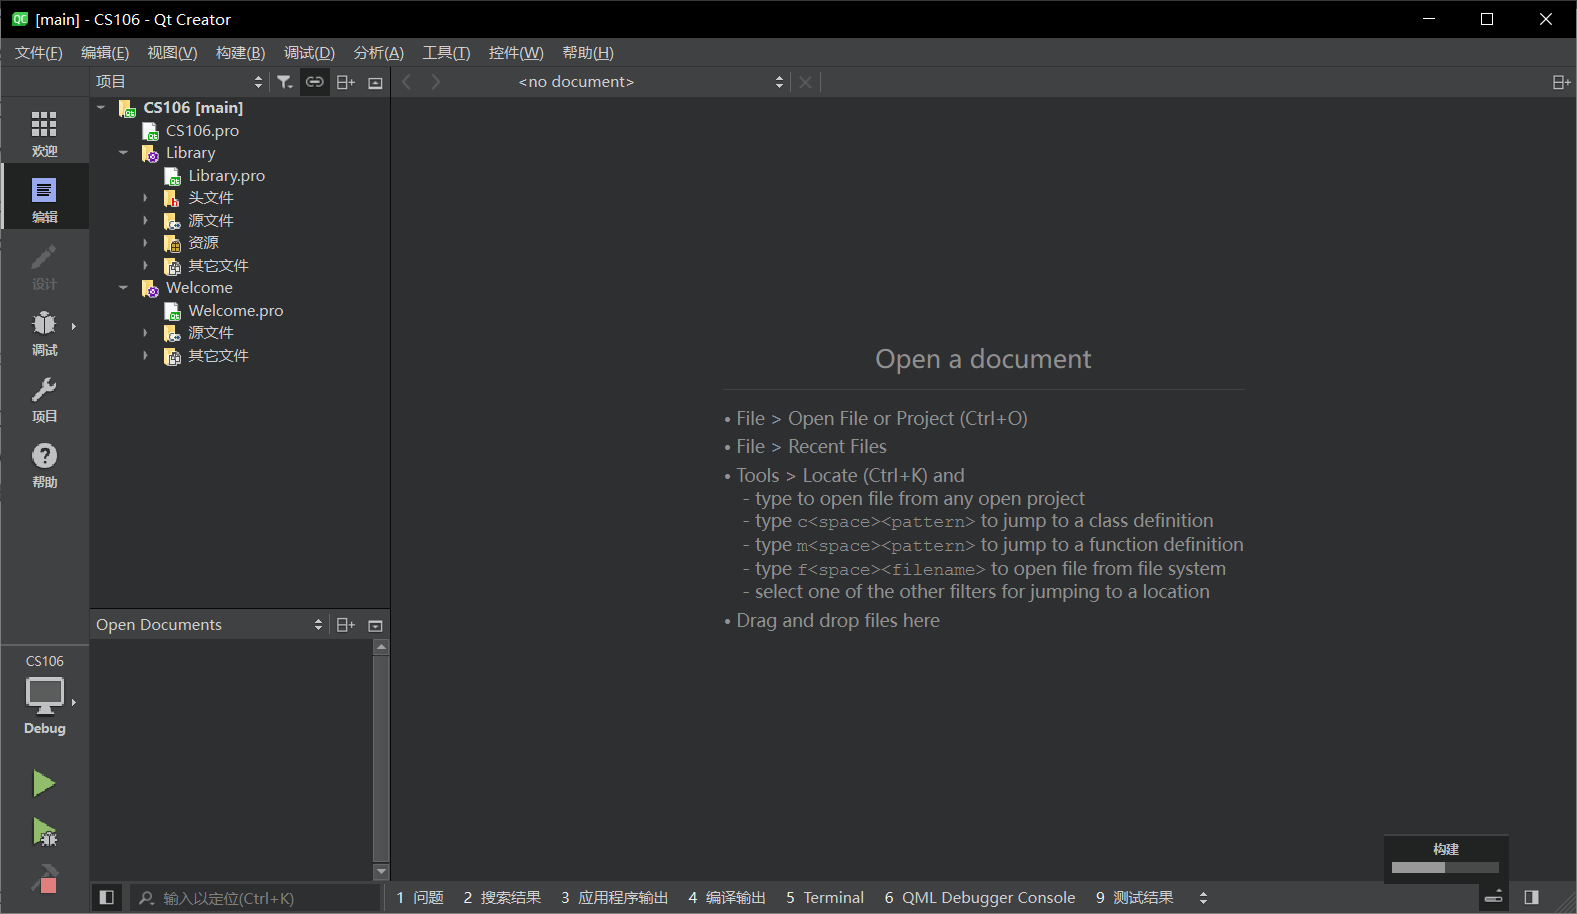 [main] - CS106 - Qt Creator
文件(F) 编辑(E) 视图(V) 构建(B) 调试(D) 分析(A) 工具(T) 控件(W) 帮助(H)
项目
<no document>
欢迎
编辑
设计
调试
项目
帮助
CS106 [main]
CS106.pro
Library
Library.pro
头文件
源文件
资源
其它文件
Welcome
Welcome.pro
源文件
其它文件
Open a document
• File > Open File or Project (Ctrl+O)
• File > Recent Files
• Tools > Locate (Ctrl+K) and
- type to open file from any open project
- type c<space><pattern> to jump to a class definition
- type m<space><pattern> to jump to a function definition
- type f<space><filename> to open file from file system
- select one of the other filters for jumping to a location
• Drag and drop files here
Open Documents
CS106
Debug
构建
输入以定位(Ctrl+K)
1 问题 2 搜索结果 3 应用程序输出 4 编译输出 5 Terminal 6 QML Debugger Console 9 测试结果